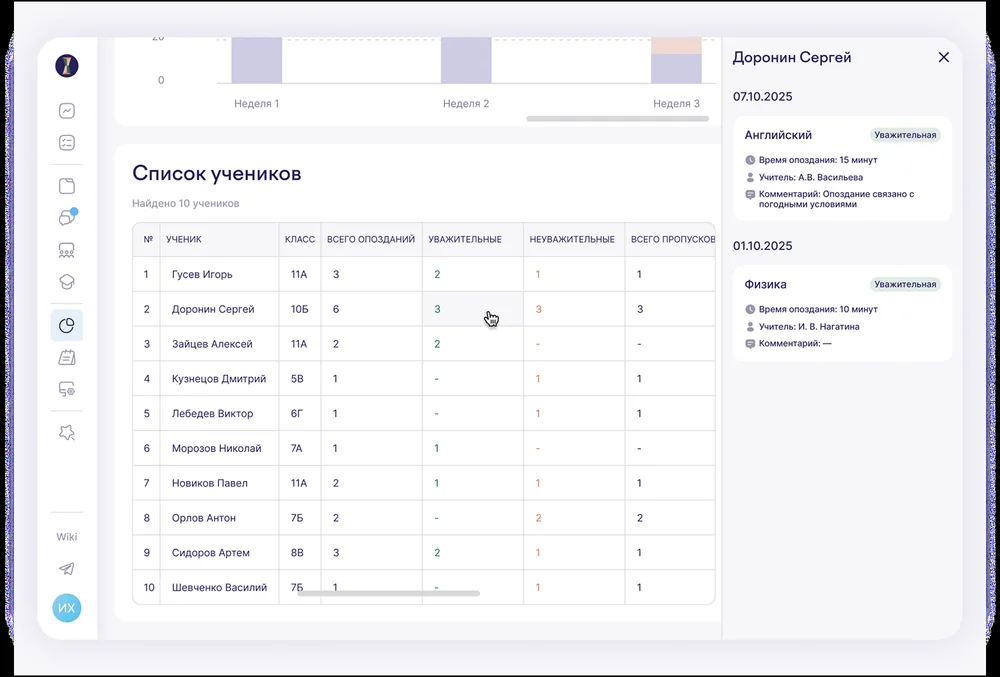 20
0
Неделя 1
Неделя 2
Неделя 3
Список учеников
Найдено 10 учеников
№ УЧЕНИК КЛАСС ВСЕГО ОПОЗДАНИЙ УВАЖИТЕЛЬНЫЕ НЕУВАЖИТЕЛЬНЫЕ ВСЕГО ПРОПУСКОВ
1 Гусев Игорь 11А 3 2 1 1
2 Доронин Сергей 10Б 6 3 3 3
3 Зайцев Алексей 11А 2 2 - -
4 Кузнецов Дмитрий 5В 1 - 1 1
5 Лебедев Виктор 6Г 1 - 1 1
6 Морозов Николай 7А 1 1 - -
7 Новиков Павел 11А 2 1 1 1
8 Орлов Антон 7Б 2 - 2 2
9 Сидоров Артем 8В 3 2 1 1
10 Шевченко Василий 7Б 1 - 1 1
Wiki
ИХ
Доронин Сергей
07.10.2025
Английский Уважительная
Время опоздания: 15 минут
Учитель: А.В. Васильева
Комментарий: Опоздание связано с
погодными условиями
01.10.2025
Физика Уважительная
Время опоздания: 10 минут
Учитель: И. В. Нагатина
Комментарий: —